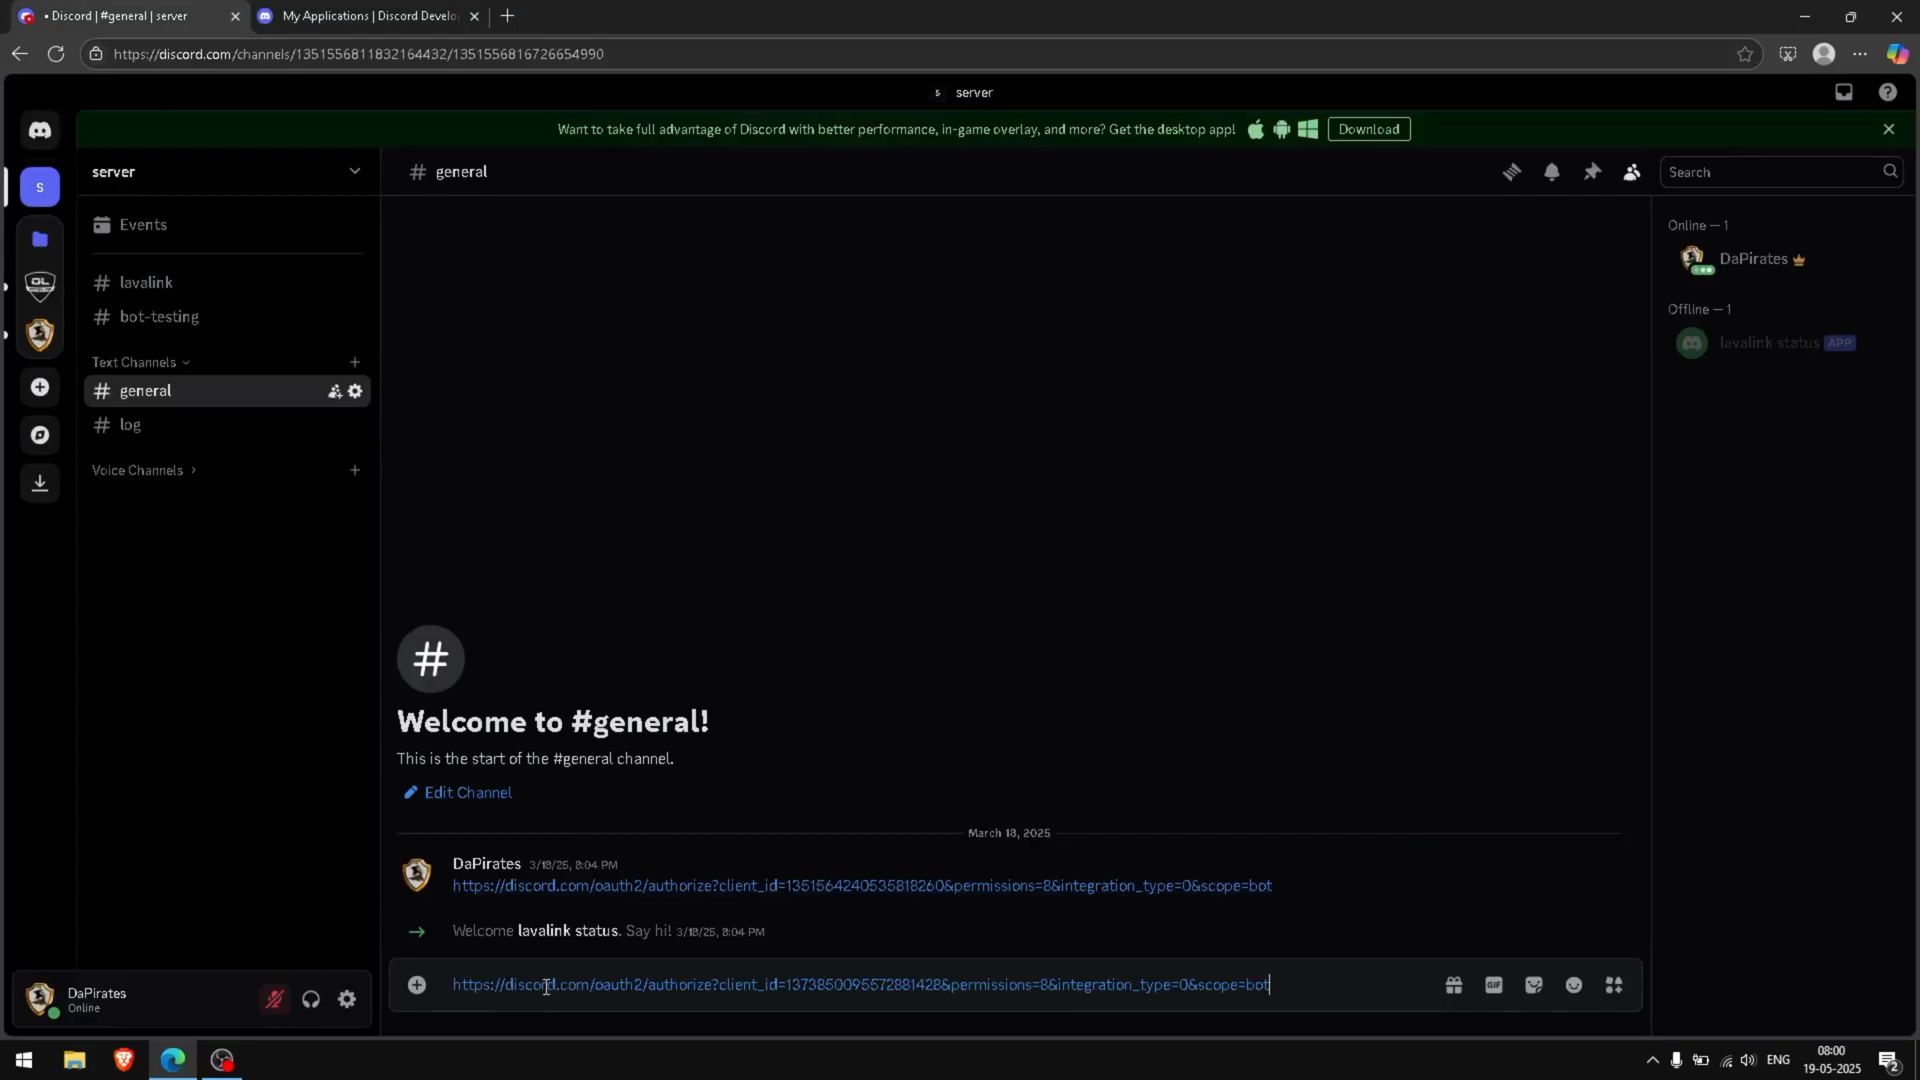 • Discord | #general | server
My Applications | Discord Develo
https://discord.com/channels/1351556811832164432/1351556816726654990
s server
Want to take full advantage of Discord with better performance, in-game overlay, and more? Get the desktop app!
Download
server
# general
Search
s
Events
Online — 1
DaPirates
# lavalink
# bot-testing
Offline — 1
lavalink status APP
Text Channels
# general
# log
Voice Channels
#
Welcome to #general!
This is the start of the #general channel.
Edit Channel
March 18, 2025
DaPirates 3/18/25, 8:04 PM
https://discord.com/oauth2/authorize?client_id=1351564240535818260&permissions=8&integration_type=0&scope=bot
Welcome lavalink status. Say hi! 3/18/25, 8:04 PM
https://discord.com/oauth2/authorize?client_id=1373850095572881428&permissions=8&integration_type=0&scope=bot
GIF
DaPirates
Online
ENG
08:00
19-05-2025
2